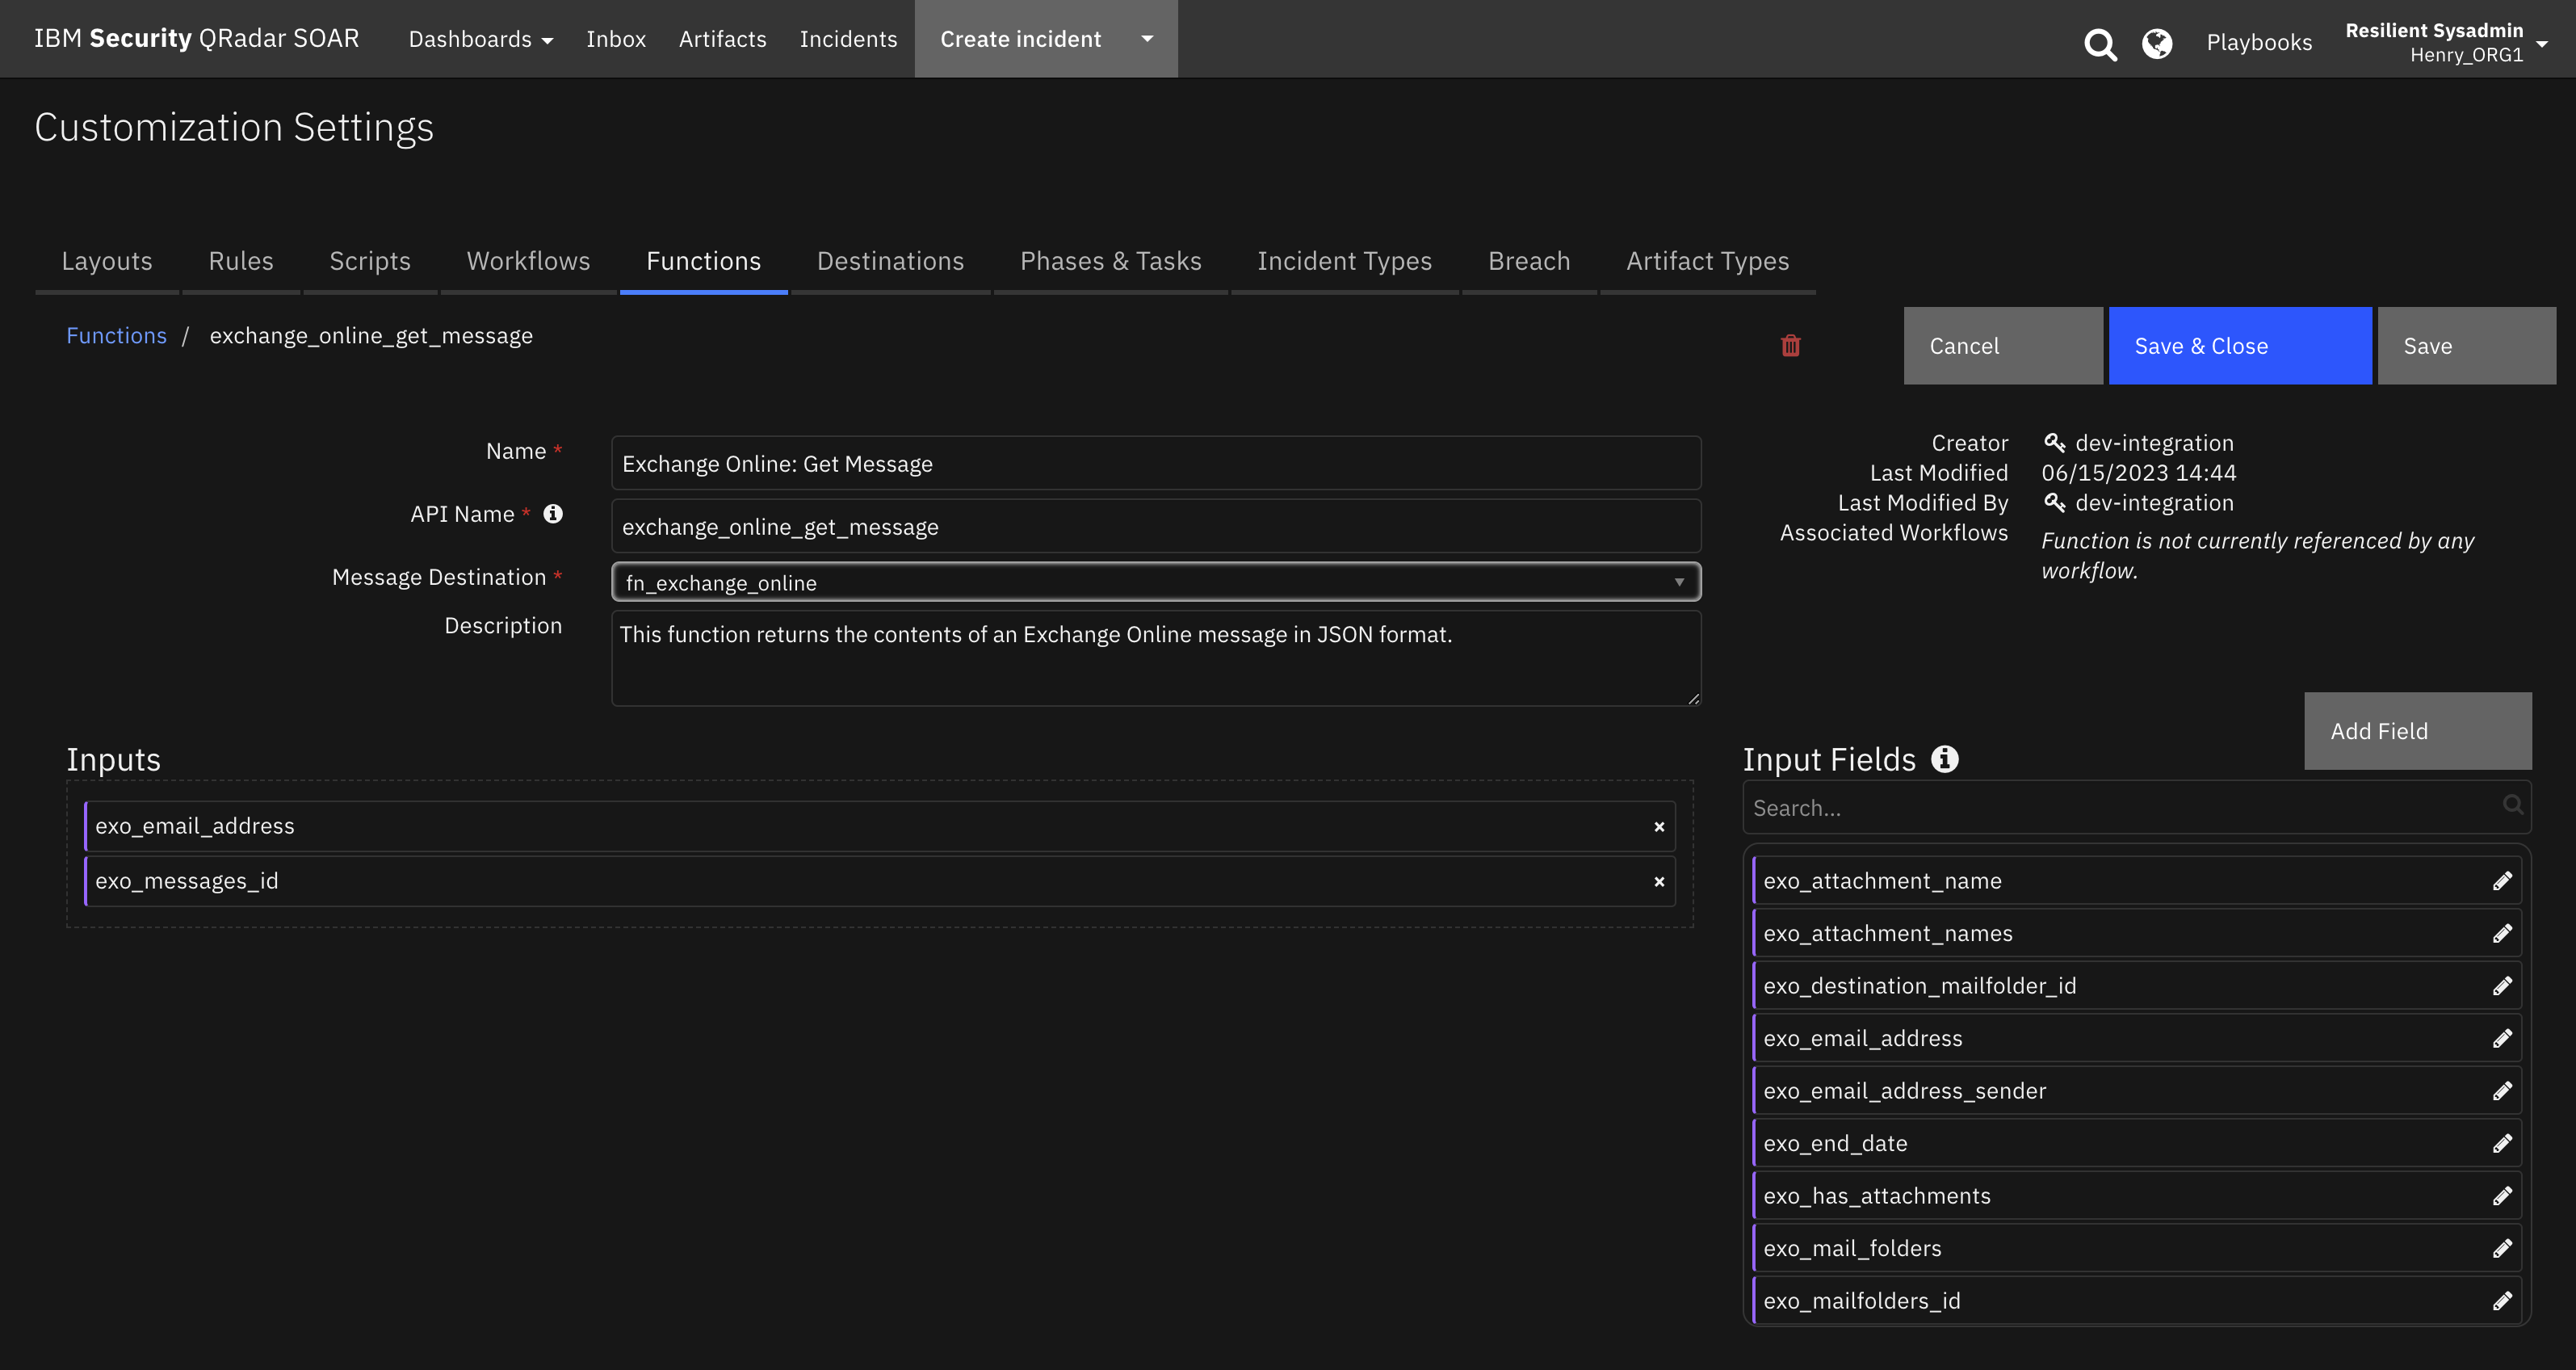 IBM Security QRadar SOAR Dashboards Inbox Artifacts Incidents Create incident Playbooks Resilient Sysadmin
Henry_ORG1
Customization Settings
Layouts Rules Scripts Workflows Functions Destinations Phases & Tasks Incident Types Breach Artifact Types
Functions / exchange_online_get_message
Cancel Save & Close Save
Name * Exchange Online: Get Message
API Name * exchange_online_get_message
Message Destination * fn_exchange_online
Description This function returns the contents of an Exchange Online message in JSON format.
Creator dev-integration
Last Modified 06/15/2023 14:44
Last Modified By dev-integration
Associated Workflows Function is not currently referenced by any
workflow.
Inputs
exo_email_address
exo_messages_id
Add Field
Input Fields
Search...
exo_attachment_name
exo_attachment_names
exo_destination_mailfolder_id
exo_email_address
exo_email_address_sender
exo_end_date
exo_has_attachments
exo_mail_folders
exo_mailfolders_id